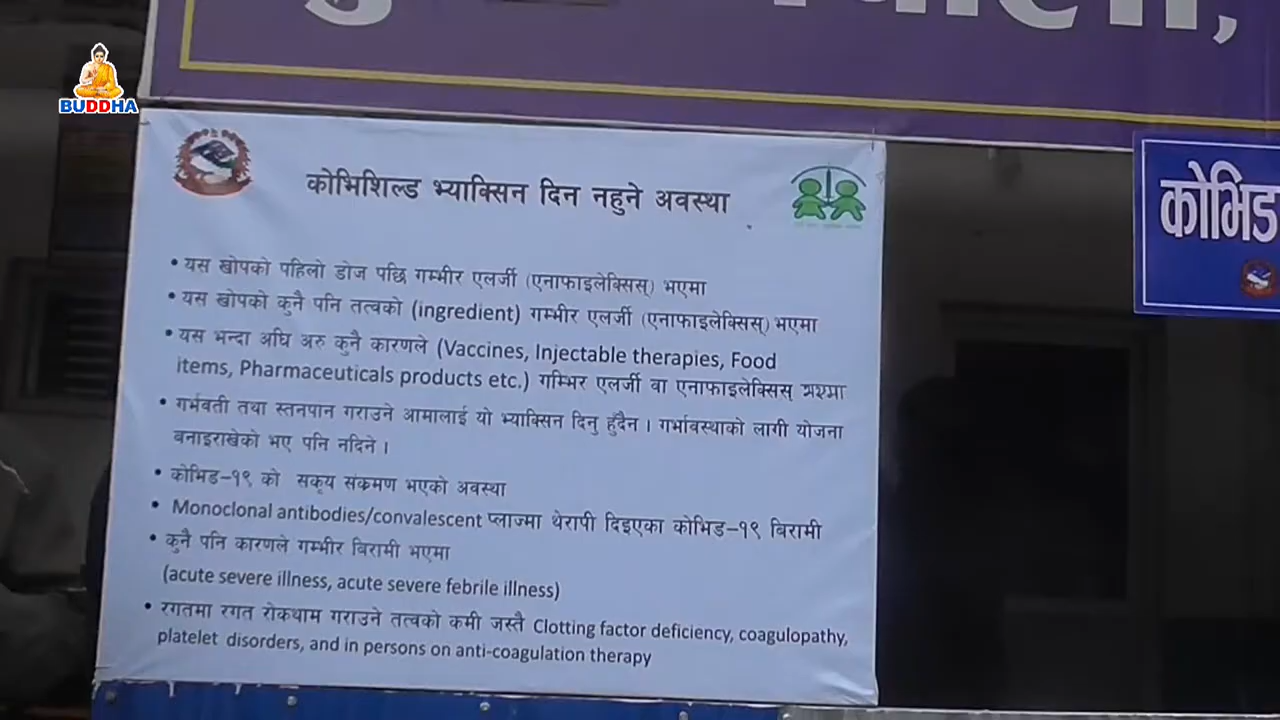 BUDDHA
कोभिशिल्ड भ्याक्सिन दिन नहुने अवस्था
• यस खोपको पहिलो डोज पछि गम्भीर एलर्जी (एनाफाइलेक्सिस्) भएमा
• यस खोपको कुनै पनि तत्वको (ingredient) गम्भीर एलर्जी (एनाफाइलेक्सिस्) भएमा
• यस भन्दा अघि अरु कुनै कारणले (Vaccines, Injectable therapies, Food
items, Pharmaceuticals products etc.) गम्भिर एलर्जी वा एनाफाइलेक्सिस् भएमा
• गर्भवती तथा स्तनपान गराउने आमालाई यो भ्याक्सिन दिनु हुँदैन । गर्भावस्थाको लागी योजना
बनाइराखेको भए पनि नदिने ।
• कोभिड–१९ को सकृय संक्रमण भएको अवस्था
• Monoclonal antibodies/convalescent प्लाज्मा थेरापी दिइएका कोभिड–१९ बिरामी
• कुनै पनि कारणले गम्भीर बिरामी भएमा
(acute severe illness, acute severe febrile illness)
• रगतमा रगत रोकथाम गराउने तत्वको कमी जस्तै Clotting factor deficiency, coagulopathy,
platelet disorders, and in persons on anti-coagulation therapy
कोभिड